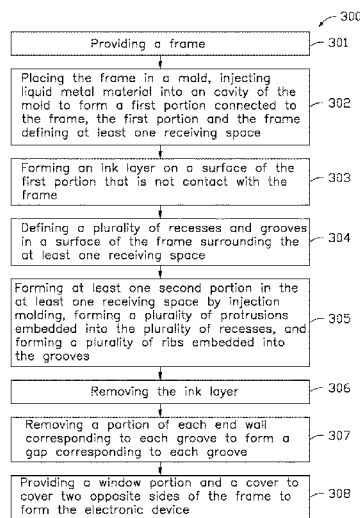 300
Providing a frame
301
Placing the frame in a mold, injecting
liquid metal material into an cavity of the
mold to form a first portion connected to
the frame, the first portion and the frame
defining at least one receiving space
302
Forming an ink layer on a surface of the
first portion that is not contact with the
frame
303
Defining a plurality of recesses and grooves
in a surface of the frame surrounding the
at least one receiving space
304
Forming at least one second portion in the
at least one receiving space by injection
molding, forming a plurality of protrusions
embedded into the plurality of recesses, and
forming a plurality of ribs embedded into
the grooves
305
Removing the ink layer
306
Removing a portion of each end wall
corresponding to each groove to form a
gap corresponding to each groove
307
Providing a window portion and a cover to
cover two opposite sides of the frame to
form the electronic device
308